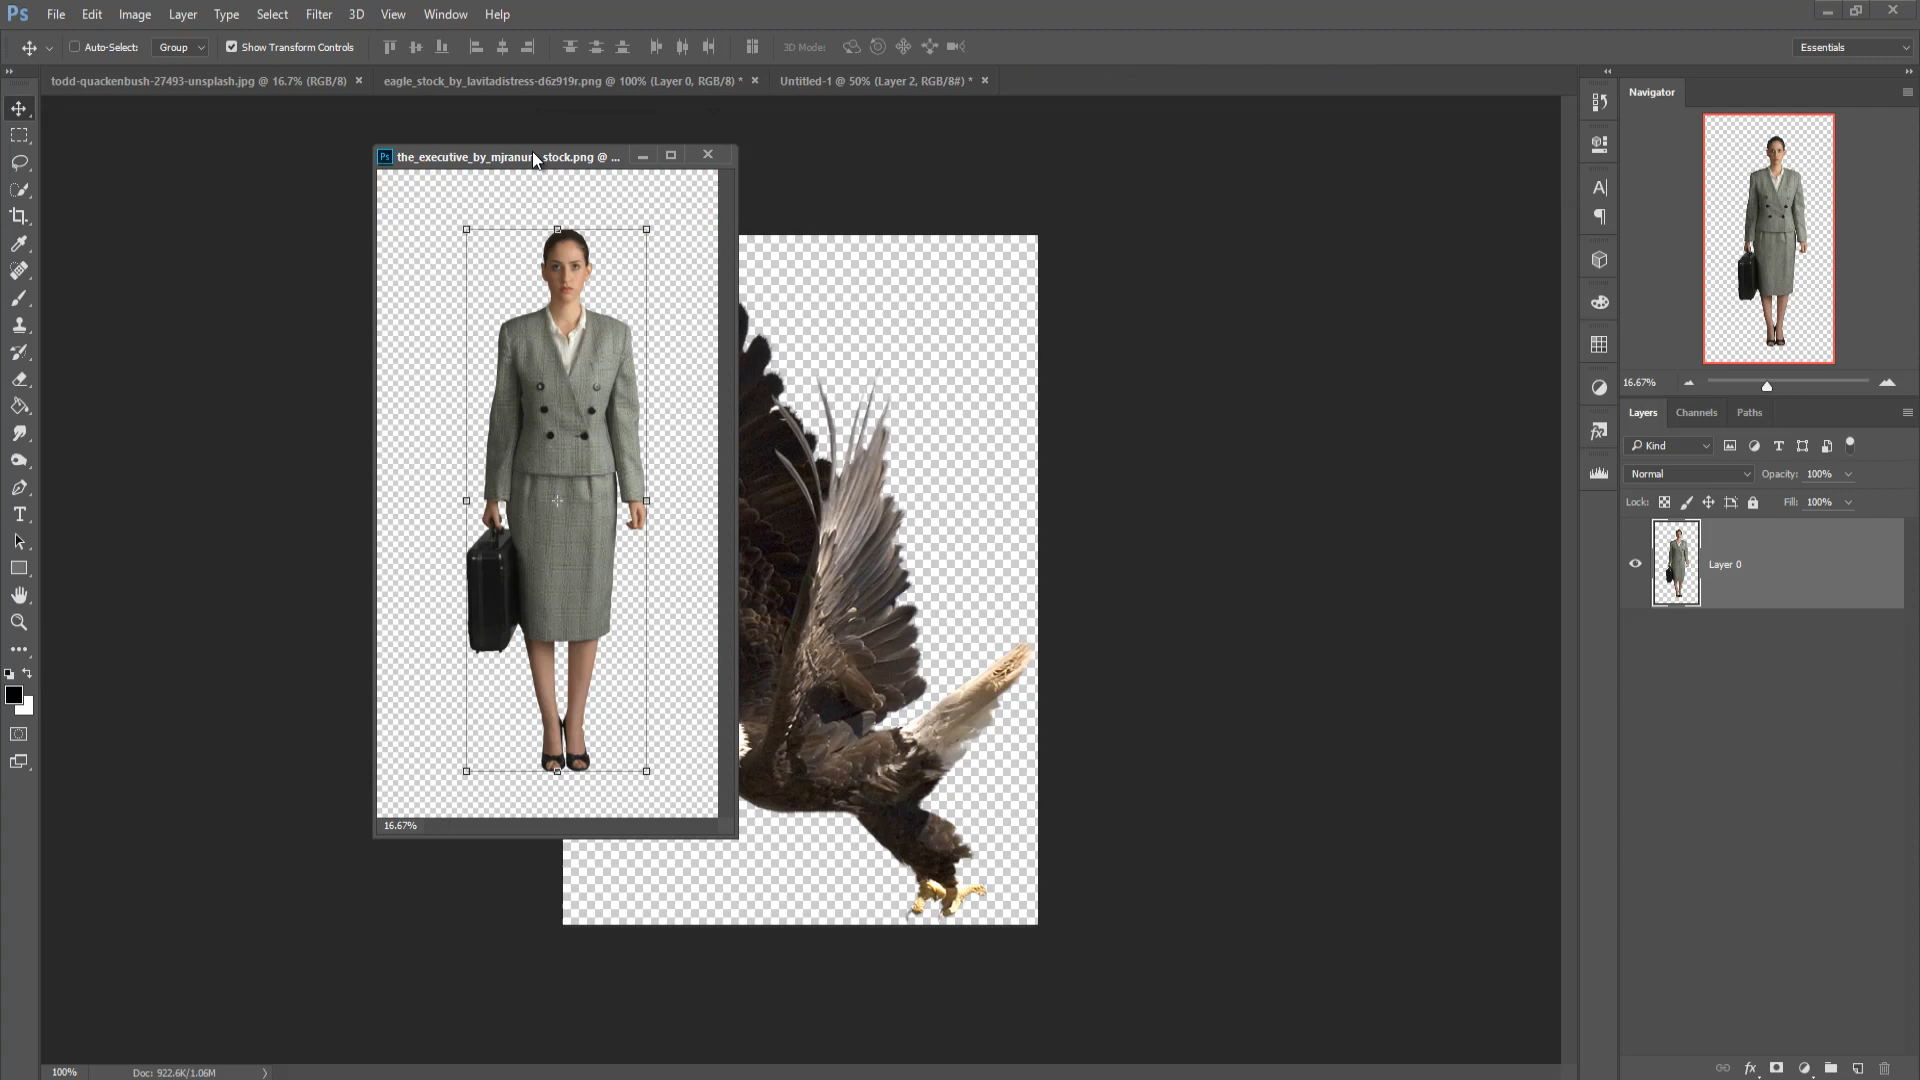 Ps File Edit Image Layer Type Select Filter 3D View Window Help
Auto-Select: Group Show Transform Controls 3D Mode: Essentials
todd-quackenbush-27493-unsplash.jpg @ 16.7% (RGB/8) × eagle_stock_by_lavitadistress-d6z919r.png @ 100% (Layer 0, RGB/8) * × Untitled-1 @ 50% (Layer 2, RGB/8#) * ×
Navigator
Ps the_executive_by_mjranum_stock.png @ ...
16.67%
Layers Channels Paths
Kind
Normal Opacity: 100%
Lock: Fill: 100%
Layer 0
16.67%
100% Doc: 922.6K/1.06M